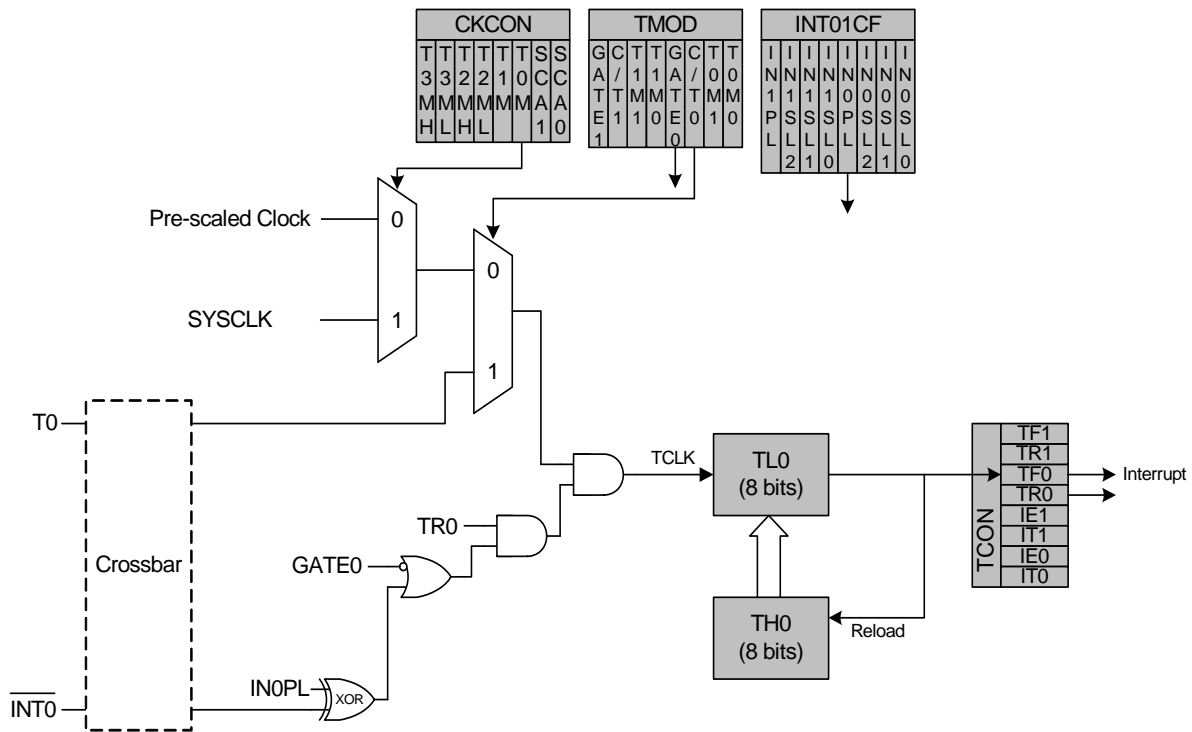 CKCON
T3MH T3ML T2MH T2ML T1M T0M SCA1 SCA0
TMOD
GATE1 C/T1 T1M1 T1M0 GATE0 C/T0 T0M1 T0M0
INT01CF
IN1PL IN1SL2 IN1SL1 IN1SL0 IN0PL IN0SL2 IN0SL1 IN0SL0
Pre-scaled Clock
0
SYSCLK
1
0
1
T0
Crossbar
INT0
TR0
GATE0
IN0PL
XOR
TCLK
TL0
(8 bits)
TH0
(8 bits)
Reload
TCON
TF1
TR1
TF0
TR0
IE1
IT1
IE0
IT0
Interrupt